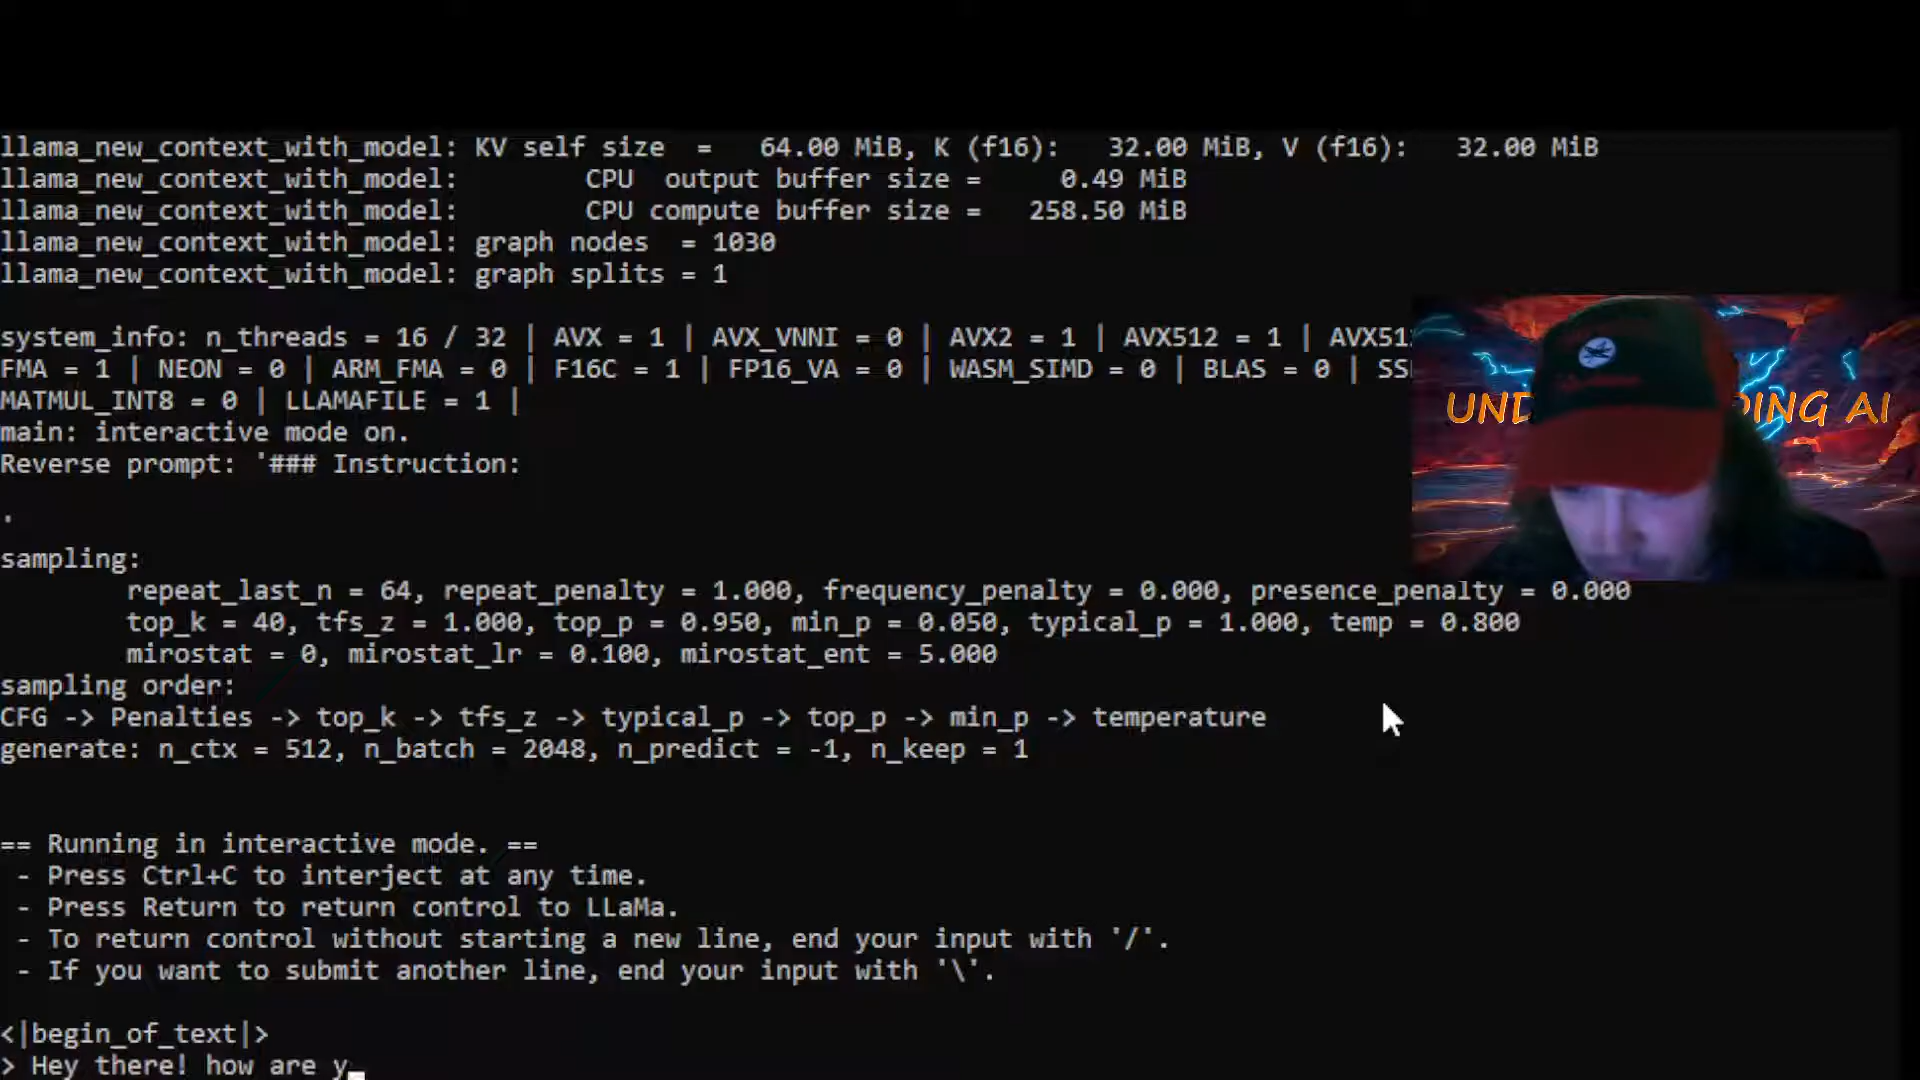 llama_new_context_with_model: KV self size  =   64.00 MiB, K (f16):   32.00 MiB, V (f16):   32.00 MiB
llama_new_context_with_model:        CPU  output buffer size =     0.49 MiB
llama_new_context_with_model:        CPU compute buffer size =   258.50 MiB
llama_new_context_with_model: graph nodes  = 1030
llama_new_context_with_model: graph splits = 1
system_info: n_threads = 16 / 32 | AVX = 1 | AVX_VNNI = 0 | AVX2 = 1 | AVX512 = 1 | AVX51
FMA = 1 | NEON = 0 | ARM_FMA = 0 | F16C = 1 | FP16_VA = 0 | WASM_SIMD = 0 | BLAS = 0 | SS
MATMUL_INT8 = 0 | LLAMAFILE = 1 |
UND DING AI
main: interactive mode on.
Reverse prompt: '### Instruction:
'
sampling:
repeat_last_n = 64, repeat_penalty = 1.000, frequency_penalty = 0.000, presence_penalty = 0.000
top_k = 40, tfs_z = 1.000, top_p = 0.950, min_p = 0.050, typical_p = 1.000, temp = 0.800
mirostat = 0, mirostat_lr = 0.100, mirostat_ent = 5.000
sampling order:
CFG -> Penalties -> top_k -> tfs_z -> typical_p -> top_p -> min_p -> temperature
generate: n_ctx = 512, n_batch = 2048, n_predict = -1, n_keep = 1
== Running in interactive mode. ==
- Press Ctrl+C to interject at any time.
- Press Return to return control to LLaMa.
- To return control without starting a new line, end your input with '/'.
- If you want to submit another line, end your input with '\'.
<|begin_of_text|>
> Hey there! how are y